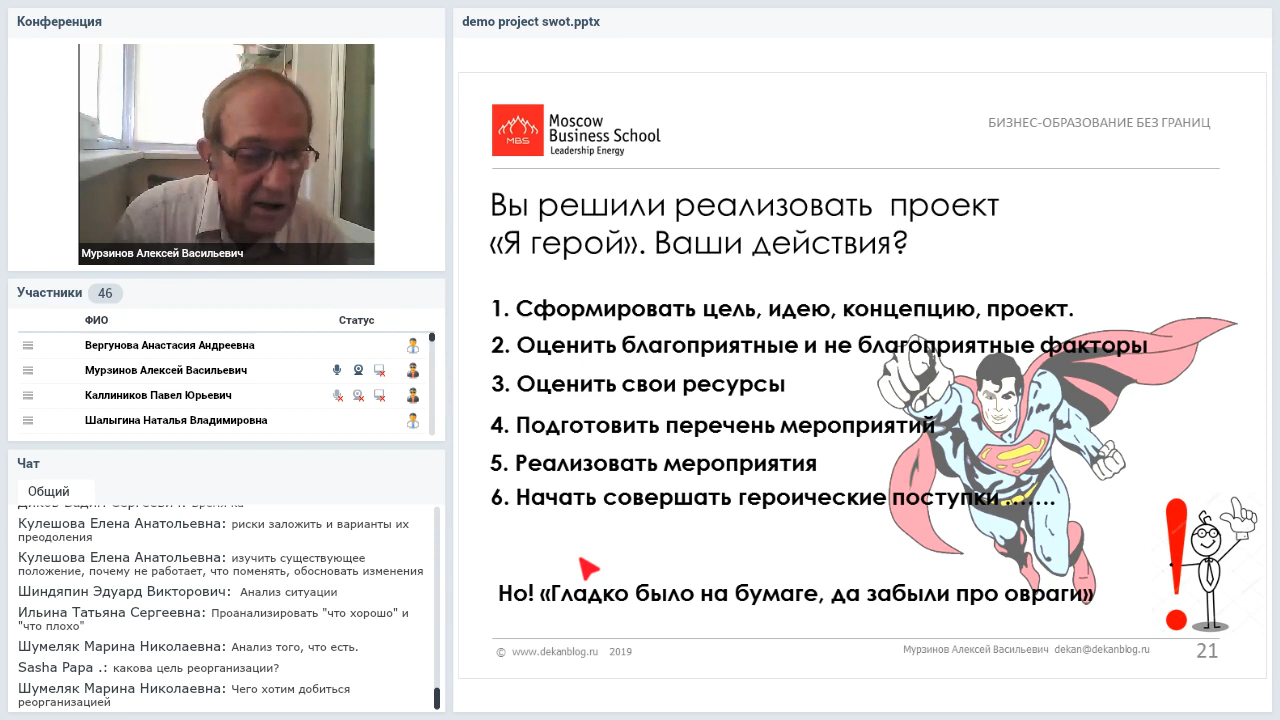 Конференция
Мурзинов Алексей Васильевич
Участники 46
ФИО Статус
Вергунова Анастасия Андреевна
Мурзинов Алексей Васильевич
Каллиников Павел Юрьевич
Шалыгина Наталья Владимировна
Чат
Общий
Кулешова Елена Анатольевна: риски заложить и варианты их
преодоления
Кулешова Елена Анатольевна: изучить существующее
положение, почему не работает, что поменять, обосновать изменения
Шиндяпин Эдуард Викторович: Анализ ситуации
Ильина Татьяна Сергеевна: Проанализировать "что хорошо" и
"что плохо"
Шумеляк Марина Николаевна: Анализ того, что есть.
Sasha Papa .: какова цель реорганизации?
Шумеляк Марина Николаевна: Чего хотим добиться
реорганизацией
demo project swot.pptx
MBS
Moscow
Business School
Leadership Energy
БИЗНЕС-ОБРАЗОВАНИЕ БЕЗ ГРАНИЦ
Вы решили реализовать проект
«Я герой». Ваши действия?
1. Сформировать цель, идею, концепцию, проект.
2. Оценить благоприятные и не благоприятные факторы
3. Оценить свои ресурсы
4. Подготовить перечень мероприятий
5. Реализовать мероприятия
6. Начать совершать героические поступки…….
Но! «Гладко было на бумаге, да забыли про овраги»
© www.dekanblog.ru 2019
Мурзинов Алексей Васильевич dekan@dekanblog.ru
21